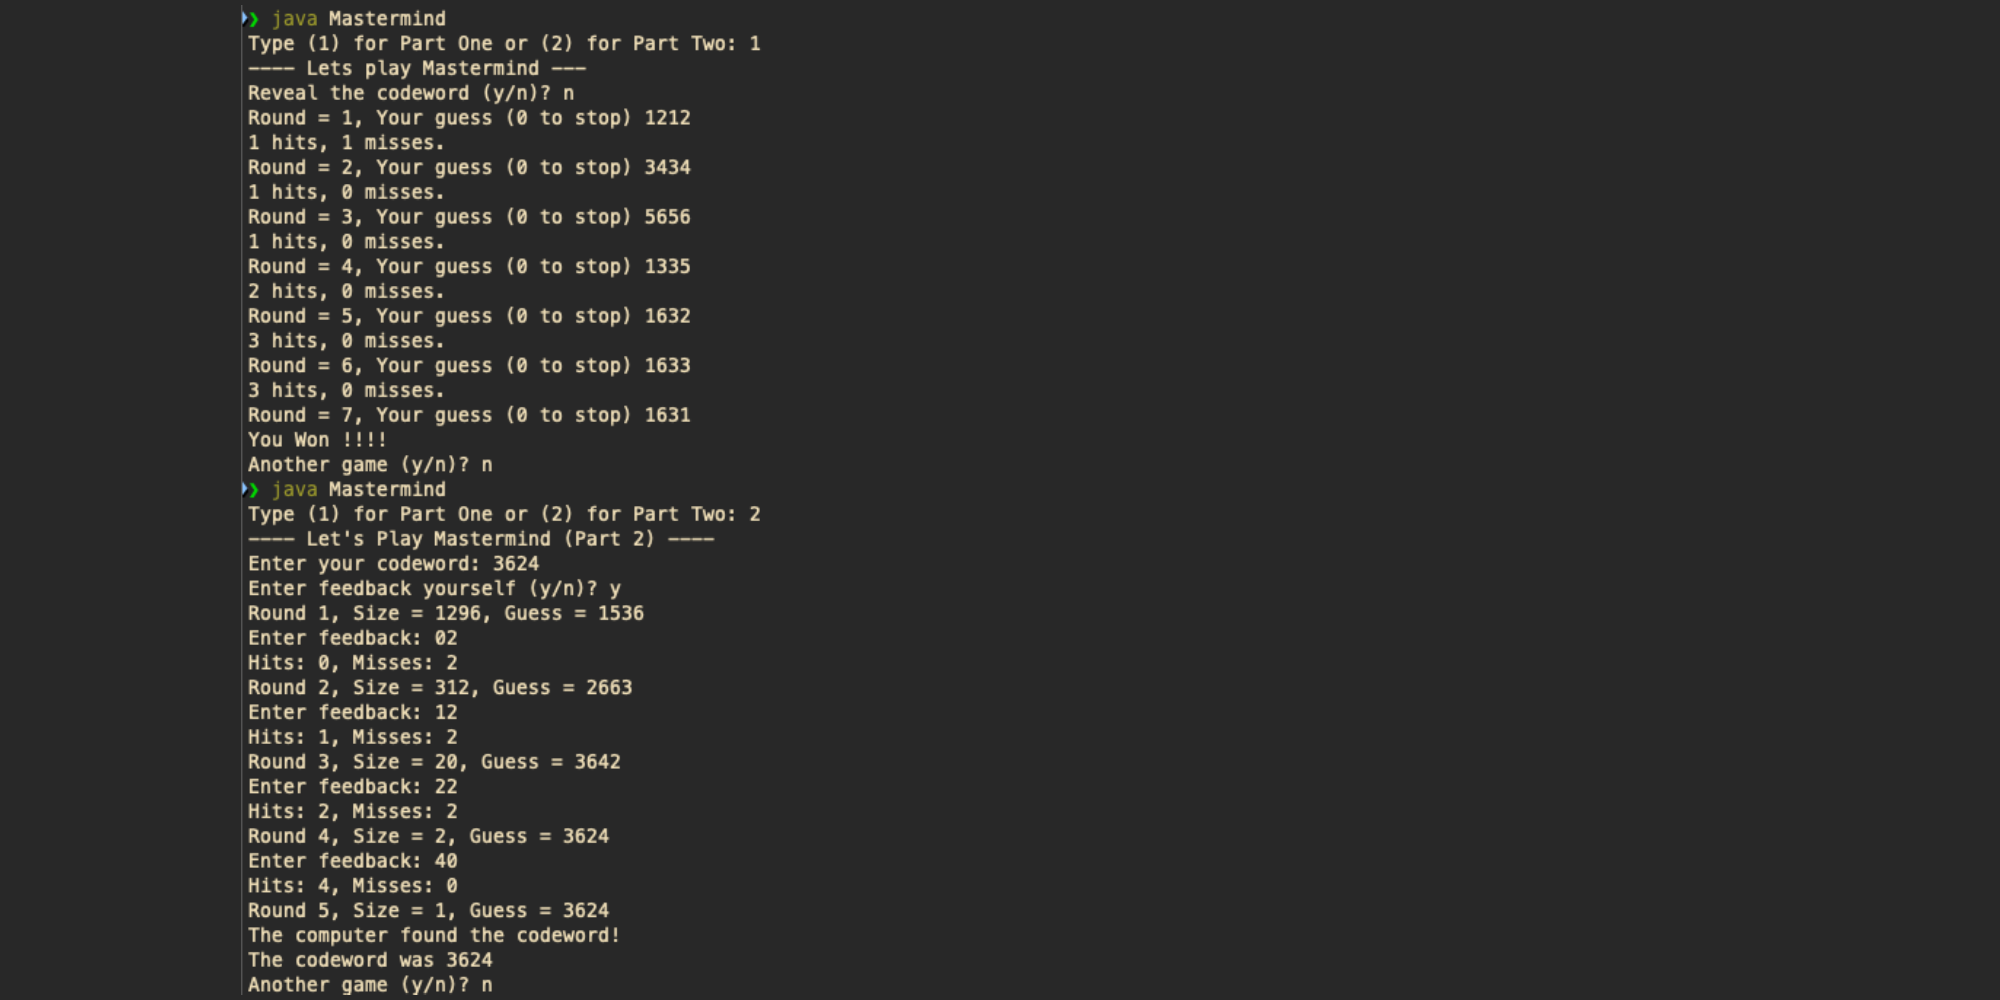 ❯ java Mastermind
Type (1) for Part One or (2) for Part Two: 1
---- Lets play Mastermind ---
Reveal the codeword (y/n)? n
Round = 1, Your guess (0 to stop) 1212
1 hits, 1 misses.
Round = 2, Your guess (0 to stop) 3434
1 hits, 0 misses.
Round = 3, Your guess (0 to stop) 5656
1 hits, 0 misses.
Round = 4, Your guess (0 to stop) 1335
2 hits, 0 misses.
Round = 5, Your guess (0 to stop) 1632
3 hits, 0 misses.
Round = 6, Your guess (0 to stop) 1633
3 hits, 0 misses.
Round = 7, Your guess (0 to stop) 1631
You Won !!!!
Another game (y/n)? n
❯ java Mastermind
Type (1) for Part One or (2) for Part Two: 2
---- Let's Play Mastermind (Part 2) ----
Enter your codeword: 3624
Enter feedback yourself (y/n)? y
Round 1, Size = 1296, Guess = 1536
Enter feedback: 02
Hits: 0, Misses: 2
Round 2, Size = 312, Guess = 2663
Enter feedback: 12
Hits: 1, Misses: 2
Round 3, Size = 20, Guess = 3642
Enter feedback: 22
Hits: 2, Misses: 2
Round 4, Size = 2, Guess = 3624
Enter feedback: 40
Hits: 4, Misses: 0
Round 5, Size = 1, Guess = 3624
The computer found the codeword!
The codeword was 3624
Another game (y/n)? n